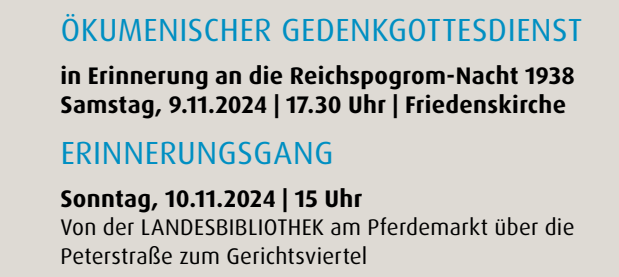 ÖKUMENISCHER GEDENKGOTTESDIENST
in Erinnerung an die Reichspogrom-Nacht 1938
Samstag, 9.11.2024 | 17.30 Uhr | Friedenskirche
ERINNERUNGSGANG
Sonntag, 10.11.2024 | 15 Uhr
Von der LANDESBIBLIOTHEK am Pferdemarkt über die
Peterstraße zum Gerichtsviertel